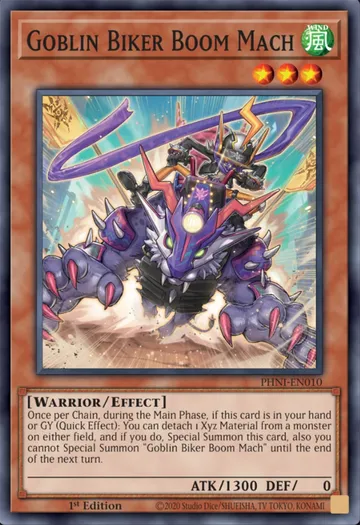 Goblin Biker Boom Mach
WIND
風
PHNI-EN010
[WARRIOR/EFFECT]
Once per Chain, during the Main Phase, if this card is in your hand
or GY (Quick Effect): You can detach 1 Xyz Material from a monster
on either field, and if you do, Special Summon this card, also you
cannot Special Summon "Goblin Biker Boom Mach" until the end
of the next turn.
ATK/1300 DEF/ 0
1st Edition
©2020 Studio Dice/SHUEISHA, TV TOKYO, KONAMI